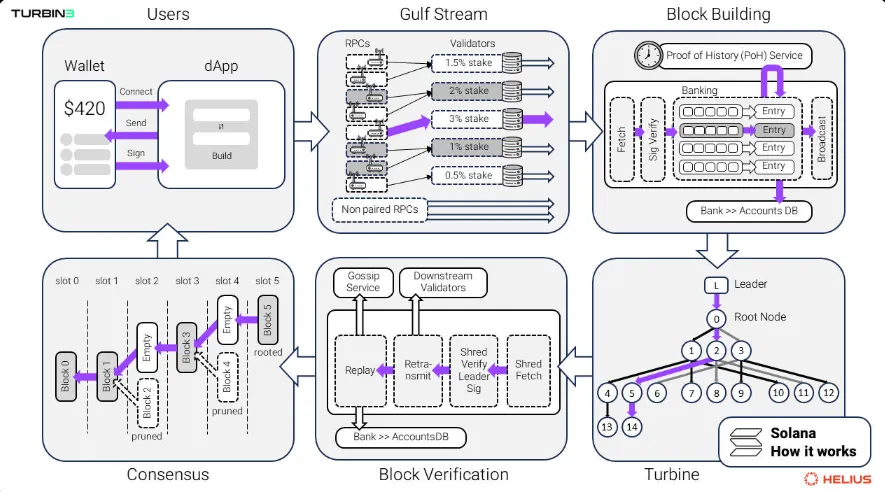 TURBIN3
Users
Gulf Stream
Block Building
Wallet
dApp
$420
Connect
Send
Sign
Build
RPCs
Validators
1.5% stake
2% stake
3% stake
1% stake
0.5% stake
Non paired RPCs
Proof of History (PoH) Service
Banking
Fetch
Sig Verify
Entry
Entry
Entry
Entry
Broadcast
Bank >> Accounts DB
slot 0
slot 1
slot 2
slot 3
slot 4
slot 5
Block 0
Block 1
Empty
Block 2
pruned
Block 3
Empty
Block 4
pruned
Block 5
rooted
Consensus
Gossip
Service
Downstream
Validators
Replay
Retra-
nsmit
Shred
Verify
Leader
Sig
Shred
Fetch
Bank >> AccountsDB
Block Verification
L
Leader
0
Root Node
1
2
3
4
5
6
7
8
9
10
11
12
13
14
Turbine
Solana
How it works
HELIUS